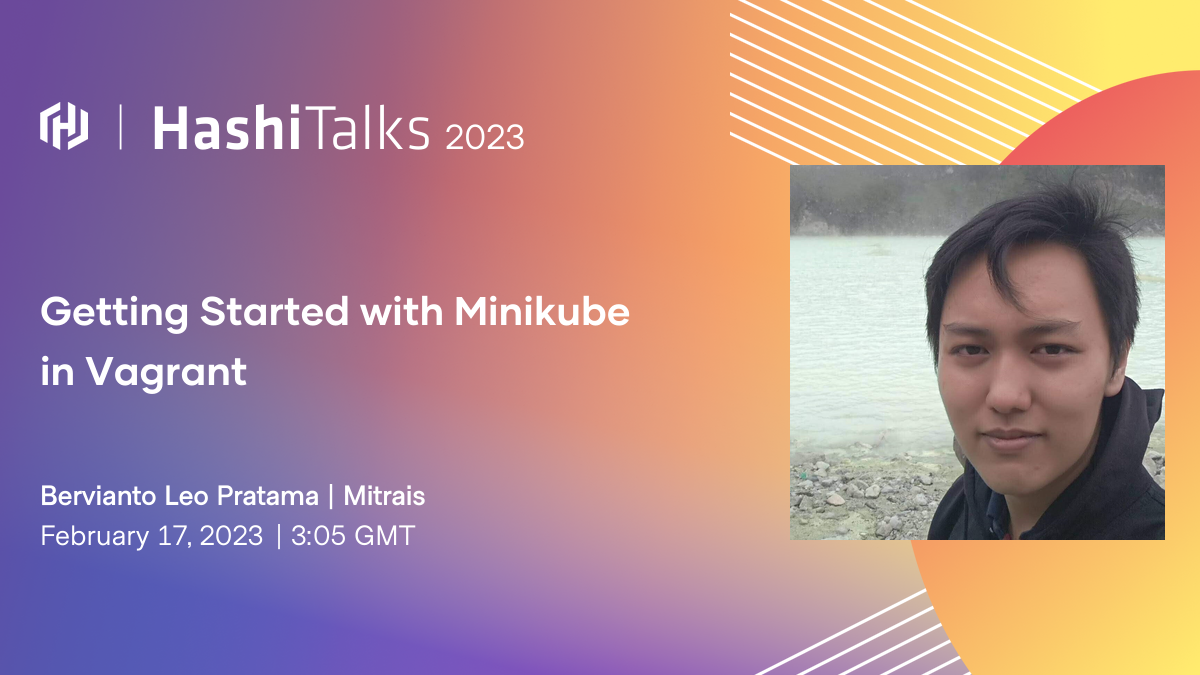 HashiTalks 2023
Getting Started with Minikube
in Vagrant
Bervianto Leo Pratama | Mitrais
February 17, 2023 | 3:05 GMT